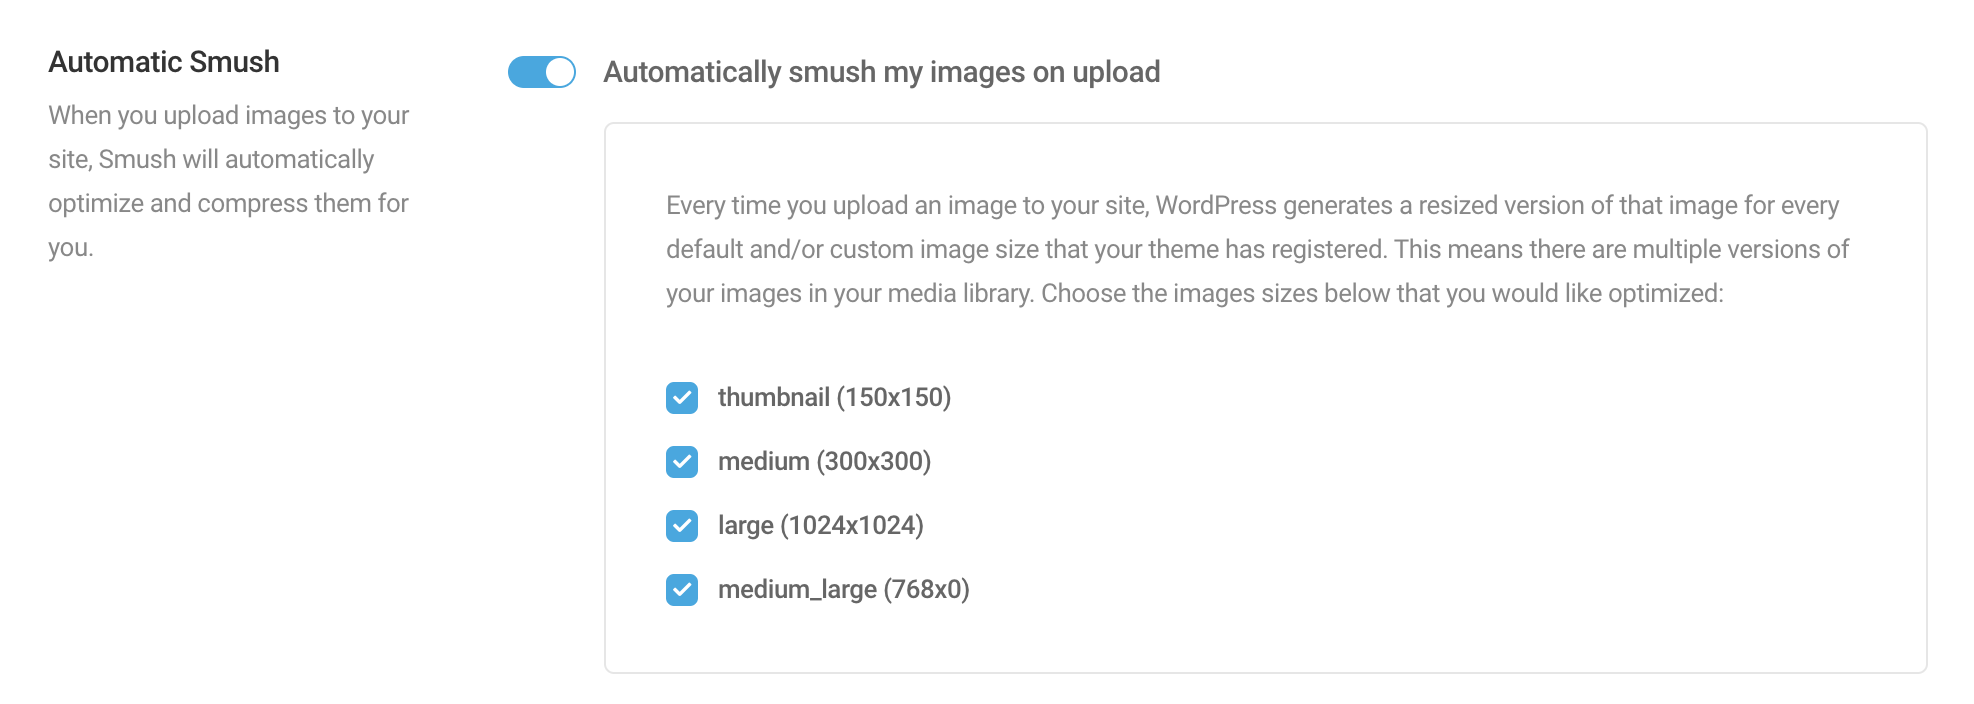 Automatic Smush
When you upload images to your
site, Smush will automatically
optimize and compress them for
you.
Automatically smush my images on upload
Every time you upload an image to your site, WordPress generates a resized version of that image for every
default and/or custom image size that your theme has registered. This means there are multiple versions of
your images in your media library. Choose the images sizes below that you would like optimized:
thumbnail (150x150)
medium (300x300)
large (1024x1024)
medium_large (768x0)